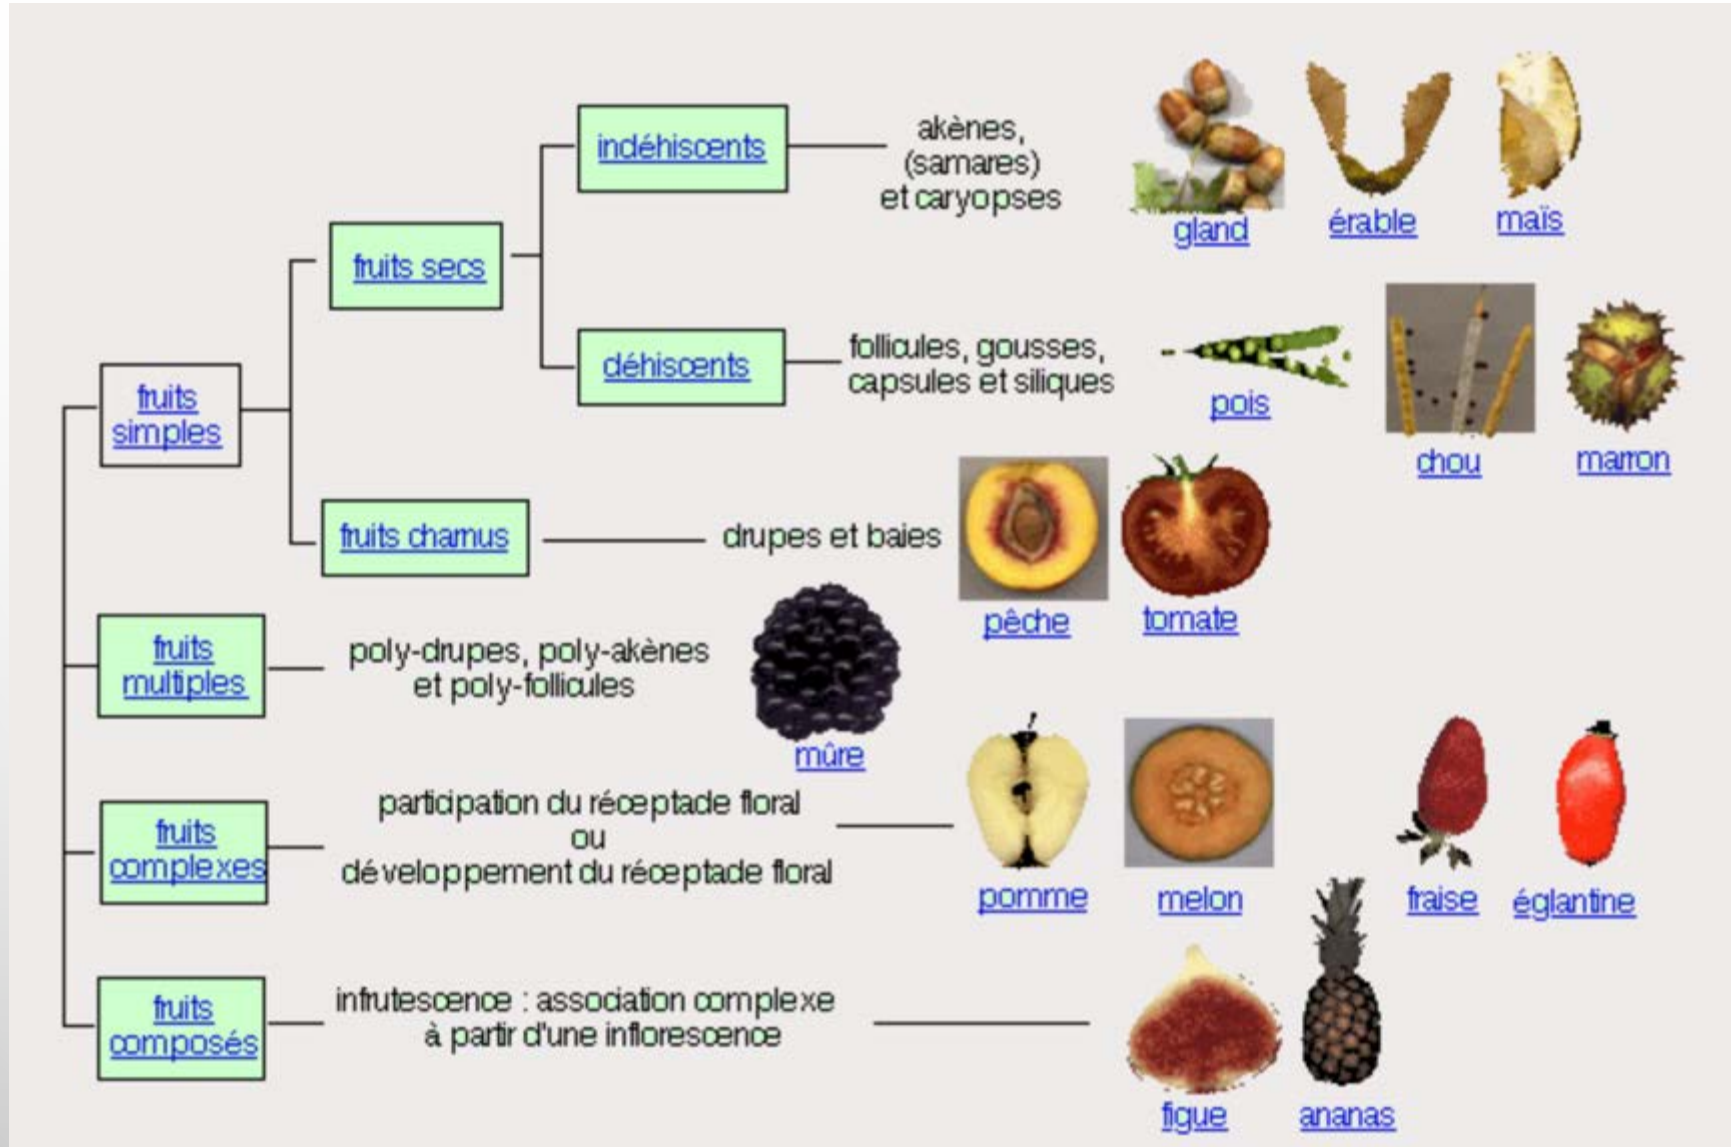 indéhiscents
akènes,
(samares)
et caryopses
gland
érable
maïs
fruits secs
déhiscents
follicules, gousses,
capsules et siliques
pois
chou
marron
fruits
simples
fruits charnus
drupes et baies
pêche
tomate
fruits
multiples
poly-drupes, poly-akènes
et poly-follicules
mûre
fruits
complexes
participation du réceptacle floral
ou
développement du réceptacle floral
pomme
melon
fraise
églantine
fruits
composés
infrutescence : association complexe
à partir d'une inflorescence
figue
ananas